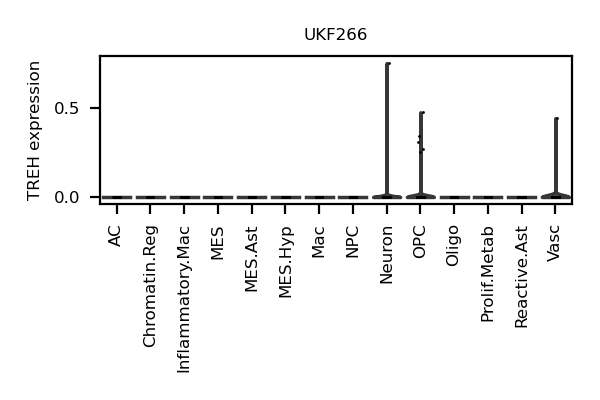 UKF266
TREH expression
0.5
0.0
AC
Chromatin.Reg
Inflammatory.Mac
MES
MES.Ast
MES.Hyp
Mac
NPC
Neuron
OPC
Oligo
Prolif.Metab
Reactive.Ast
Vasc